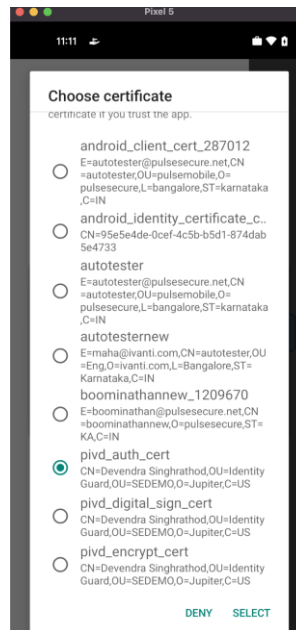 Pixel 5
11:11
Choose certificate
certificate if you trust the app.
android_client_cert_287012
E=autotester@pulsesecure.net,CN
=autotester,OU=pulsemobile,O=
pulsesecure,L=bangalore,ST=karnataka
,C=IN
android_identity_certificate_c..
CN=95e5e4de-0cef-4c5b-b5d1-874dab
5e4733
autotester
E=autotester@pulsesecure.net,CN
=autotester,OU=pulsemobile,O=
pulsesecure,L=bangalore,ST=karnataka
,C=IN
autotesternew
E=maha@ivanti.com,CN=autotester,OU
=Eng,O=ivanti.com,L=Bangalore,ST=
Karnataka,C=IN
boominathannew_1209670
E=boominathan@pulsesecure.net,CN
=boominathannew,O=pulsesecure,ST=
KA,C=IN
pivd_auth_cert
CN=Devendra Singhrathod,OU=Identity
Guard,OU=SEDEMO,O=Jupiter,C=US
pivd_digital_sign_cert
CN=Devendra Singhrathod,OU=Identity
Guard,OU=SEDEMO,O=Jupiter,C=US
pivd_encrypt_cert
CN=Devendra Singhrathod,OU=Identity
Guard,OU=SEDEMO,O=Jupiter,C=US
DENY SELECT